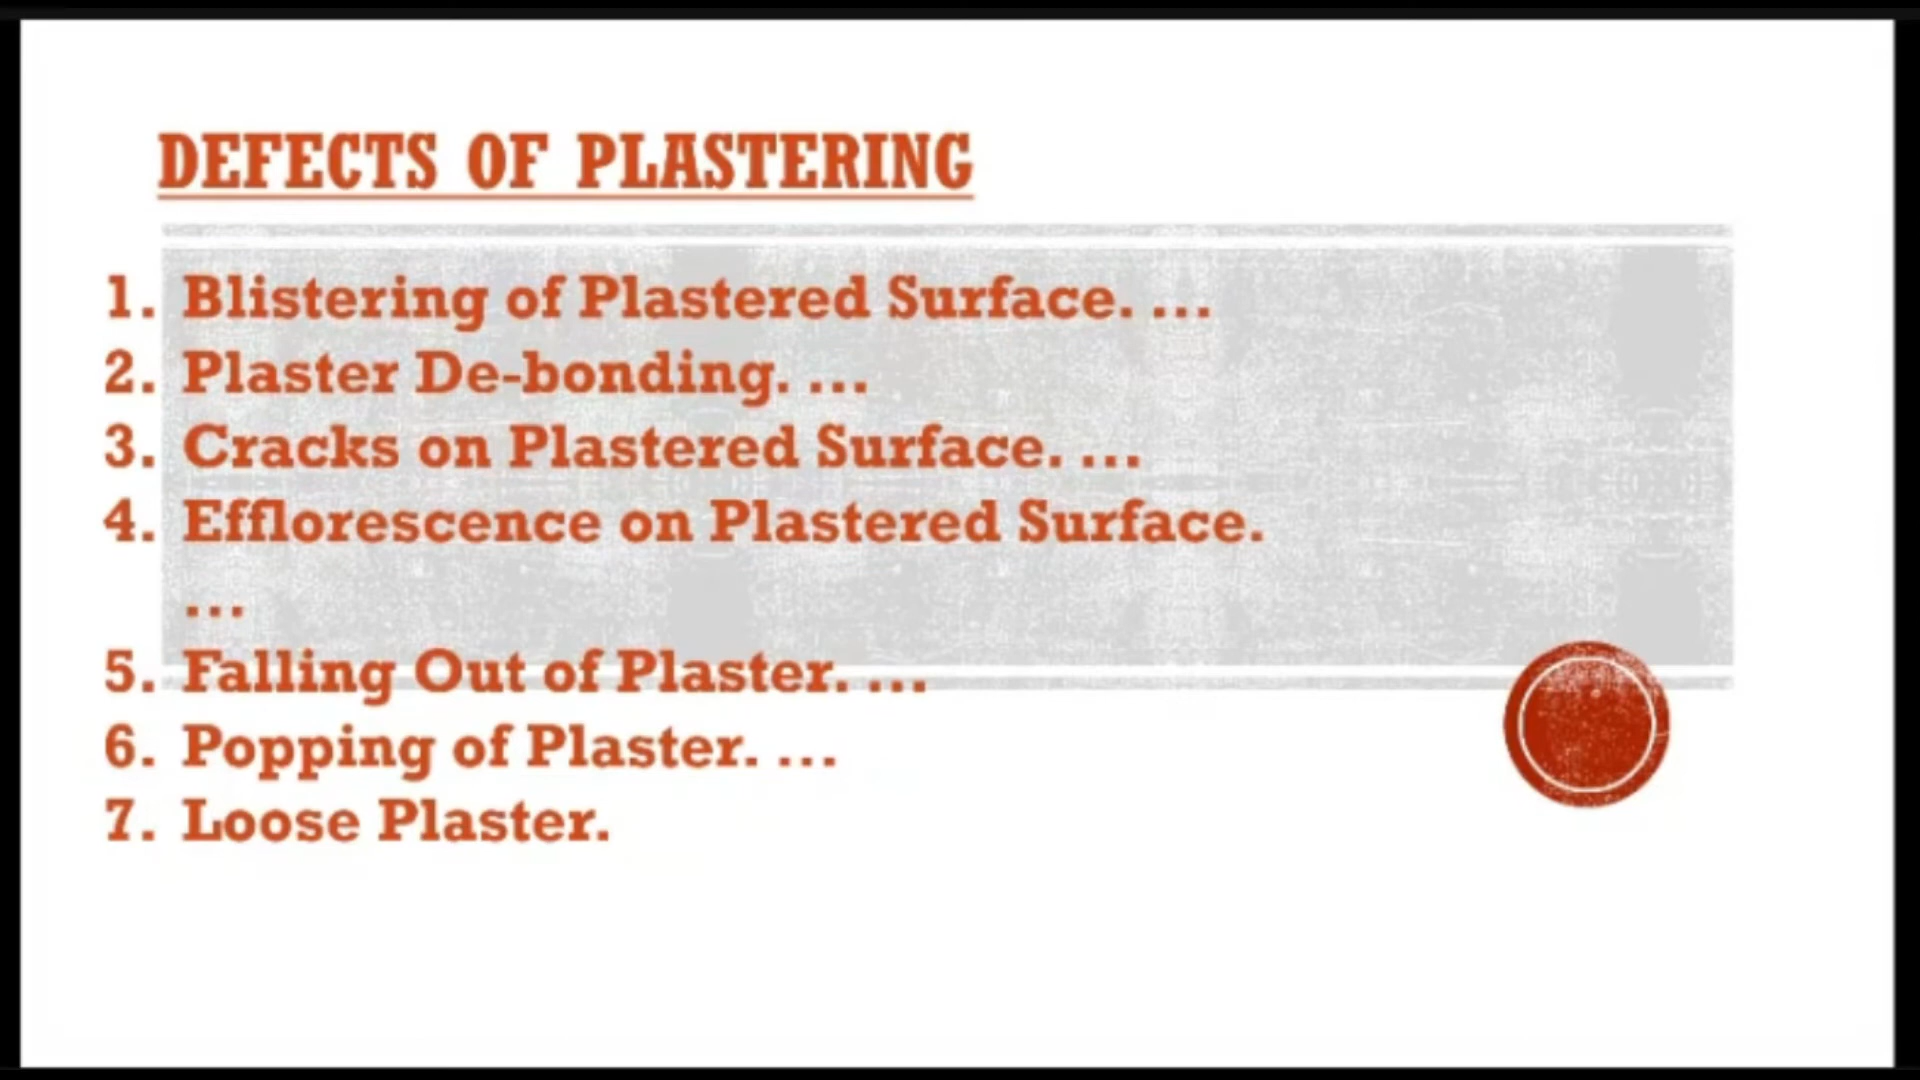 DEFECTS OF PLASTERING
1. Blistering of Plastered Surface. ...
2. Plaster De-bonding. ...
3. Cracks on Plastered Surface. ...
4. Efflorescence on Plastered Surface.
...
5. Falling Out of Plaster. ...
6. Popping of Plaster. ...
7. Loose Plaster.